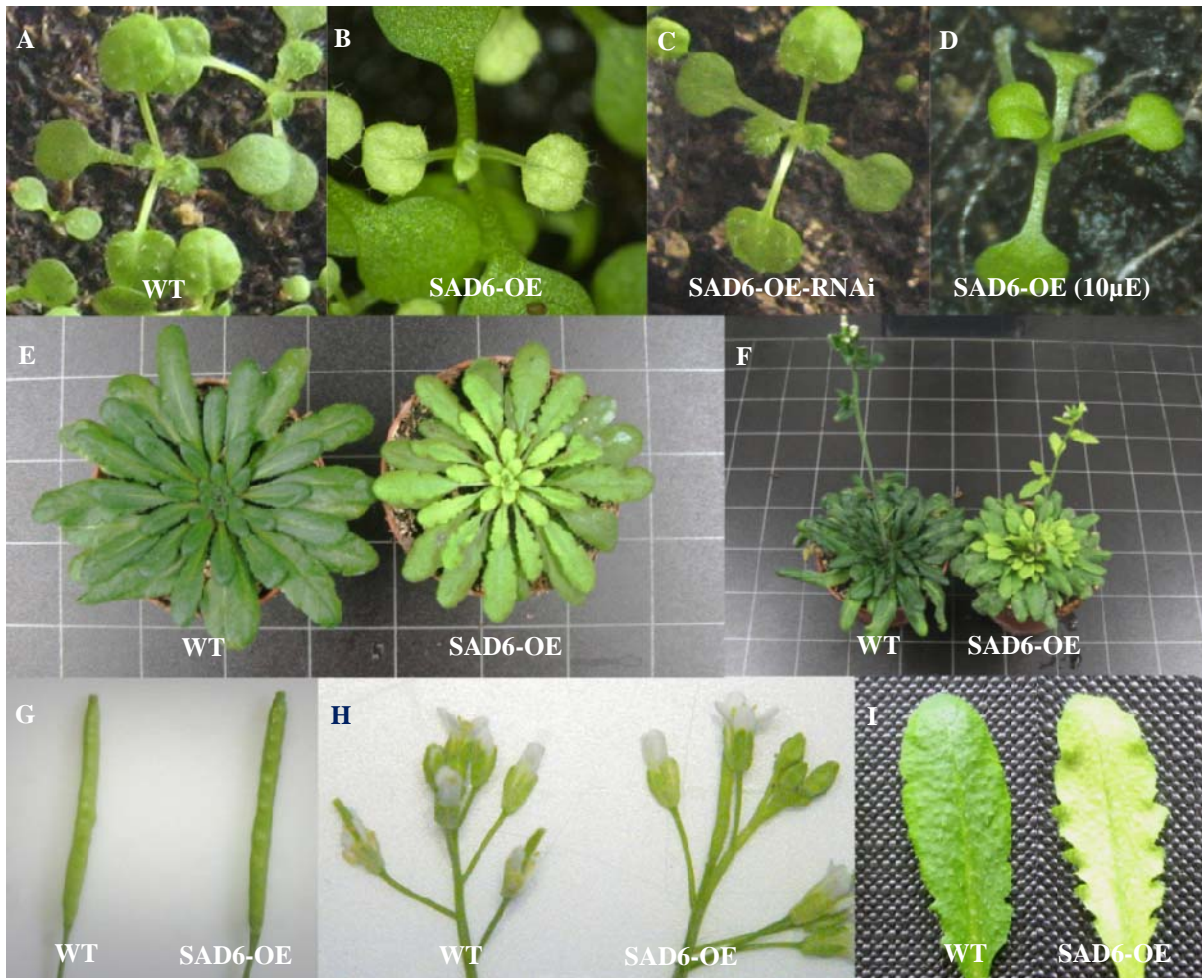 A
B
C
D
WT
SAD6-OE
SAD6-OE-RNAi
SAD6-OE (10µE)
E
F
WT
SAD6-OE
WT
SAD6-OE
G
H
I
WT
SAD6-OE
WT
SAD6-OE
WT
SAD6-OE